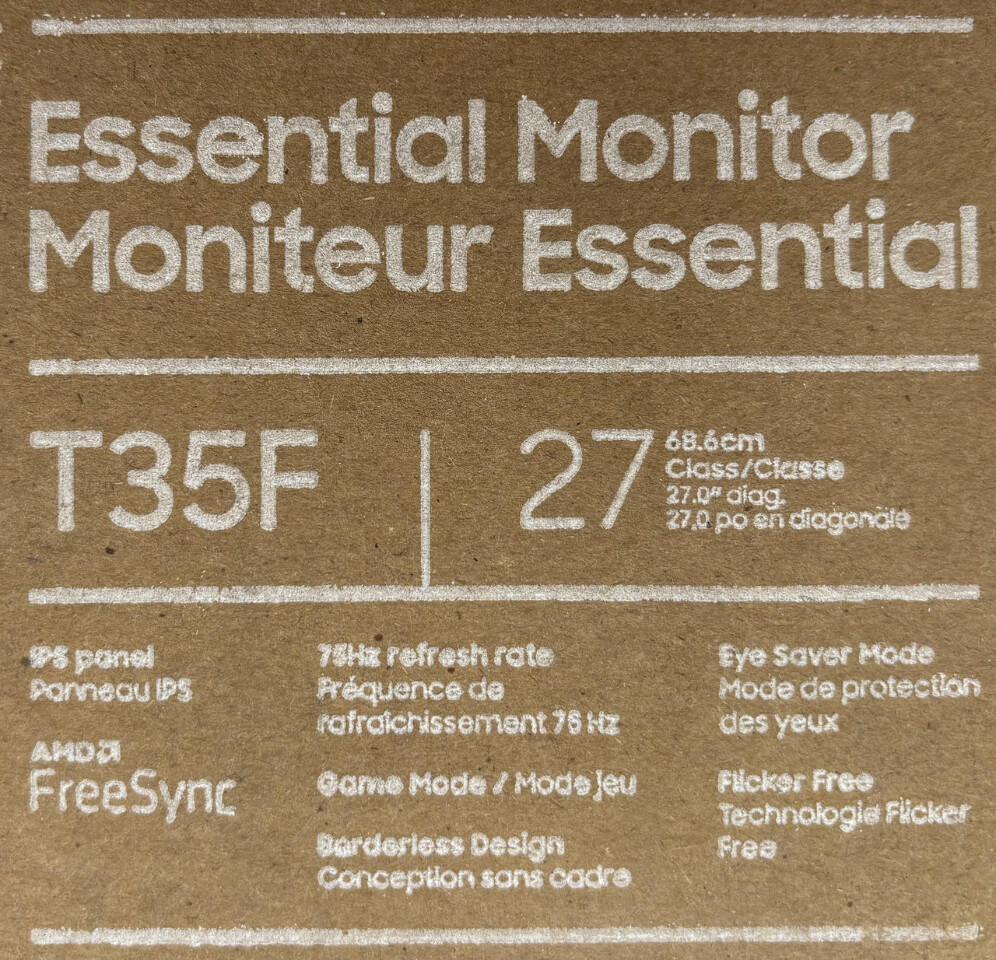 Essential Monitor
Moniteur Essential
T35F
27
68.6cm
Class/Classe
27.0" diag.
27,0 po en diagonale
IPS panel
Panneau IPS
AMD
FreeSync
75Hz refresh rate
Fréquence de
rafraîchissement 75 Hz
Game Mode / Mode jeu
Borderless Design
Conception sans cadre
Eye Saver Mode
Mode de protection
des yeux
Flicker Free
Technologie Flicker
Free